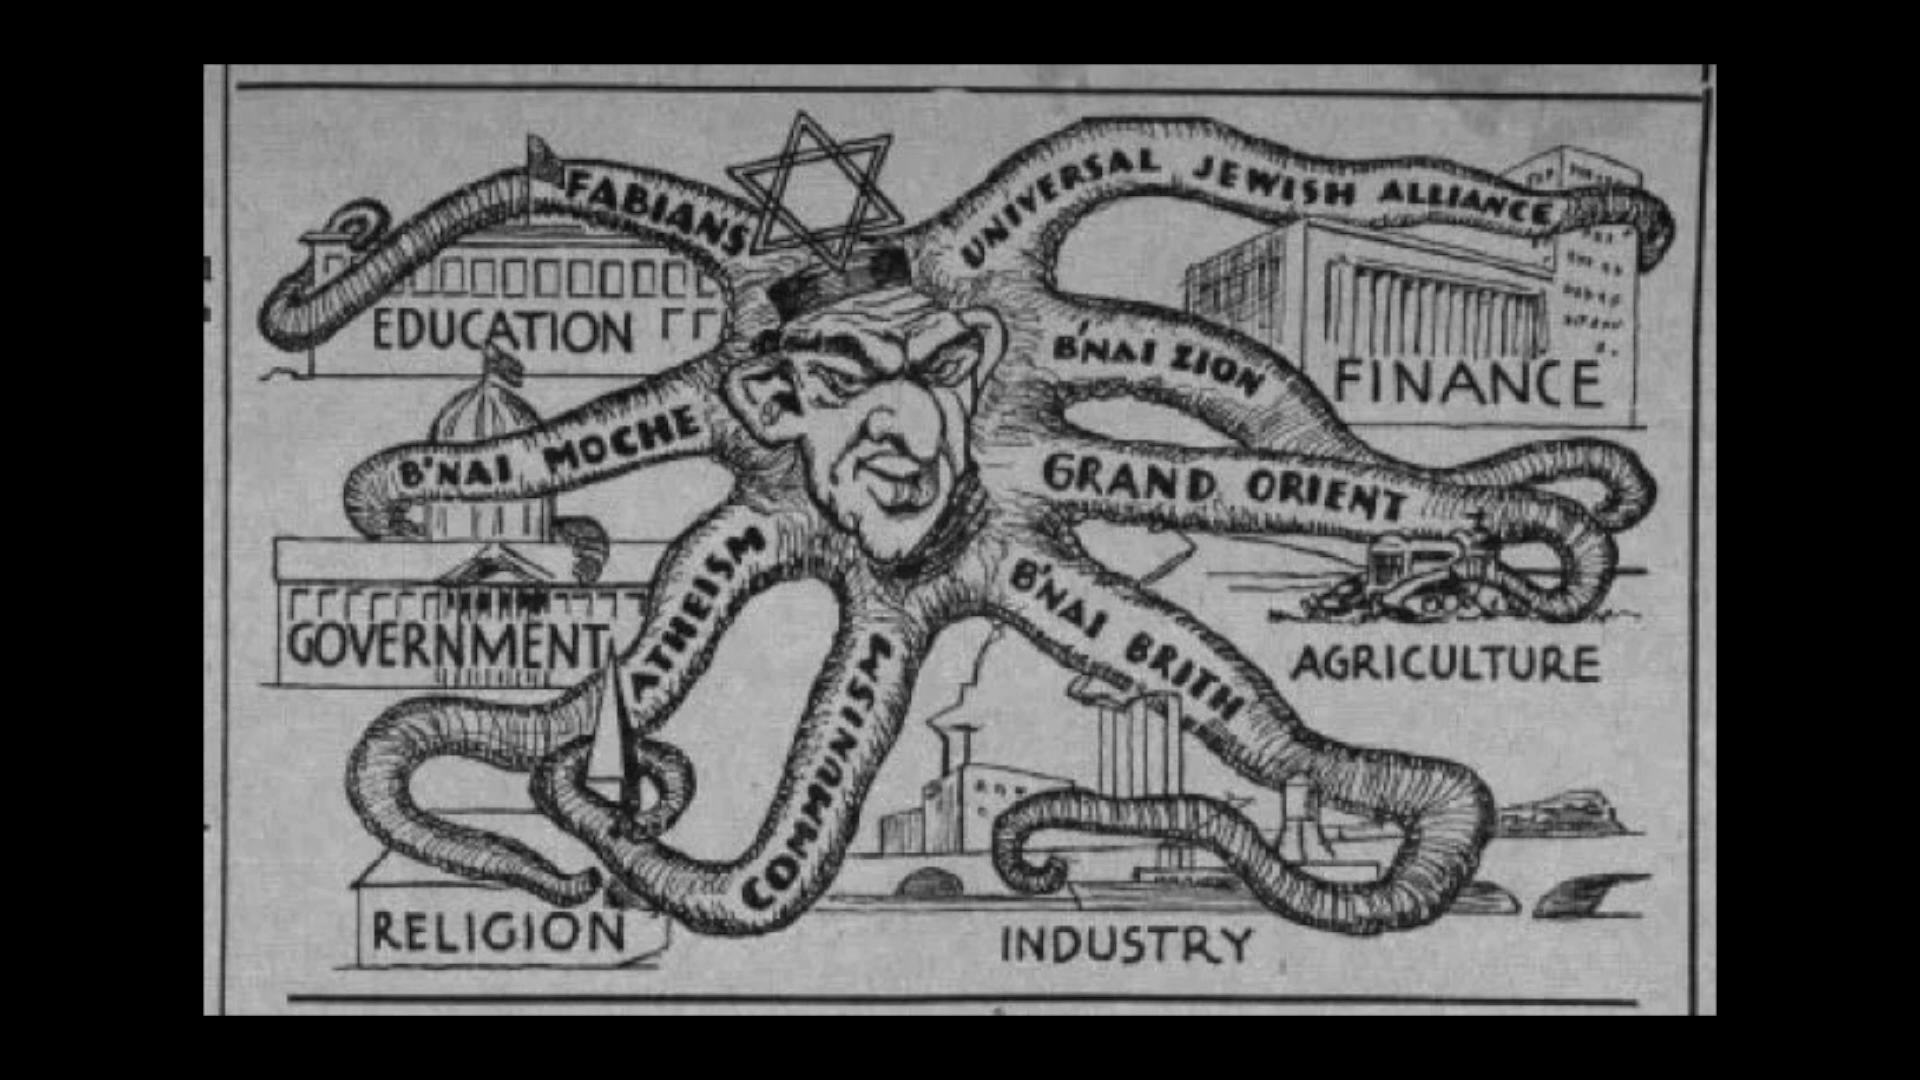 FABIANS
UNIVERSAL JEWISH ALLIANCE
EDUCATION
B'NAI ZION
FINANCE
B'NAI MOCHE
GRAND ORIENT
ATHEISM
B'NAI BRITH
GOVERNMENT
AGRICULTURE
COMMUNISM
RELIGION
INDUSTRY